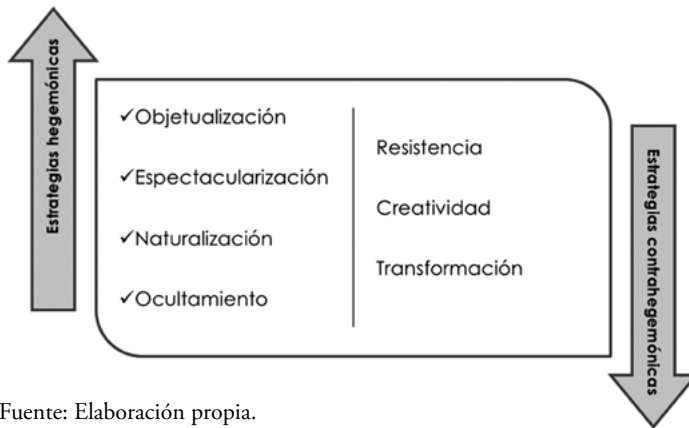 Estrategias hegemónicas
✓Objetualización
✓Espectacularización
✓Naturalización
✓Ocultamiento
Resistencia
Creatividad
Transformación
Estrategias contrahegemónicas
Fuente: Elaboración propia.